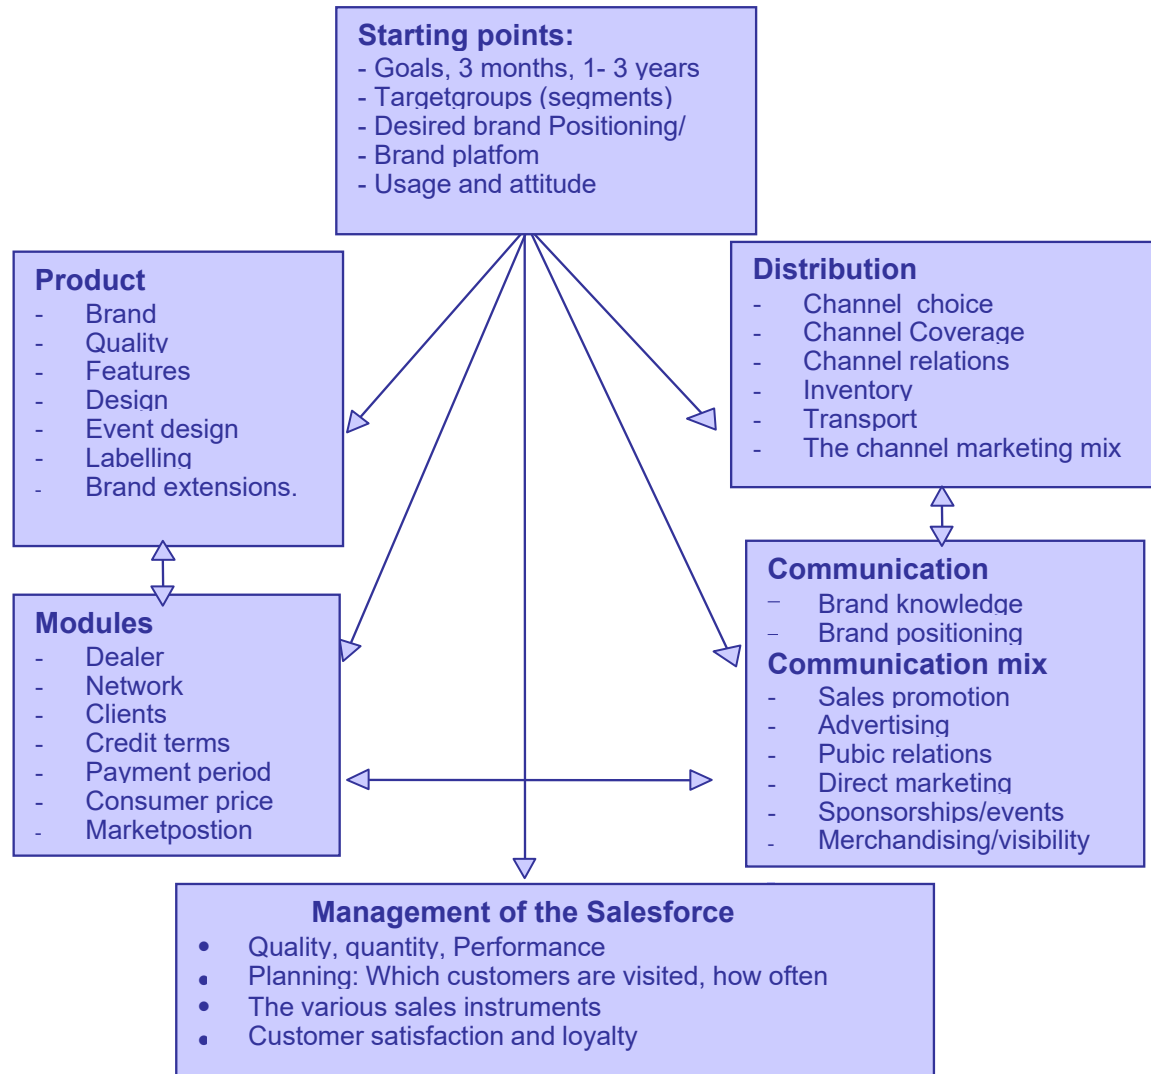 Starting points:
- Goals, 3 months, 1- 3 years
- Targetgroups (segments)
- Desired brand Positioning/
- Brand platfom
- Usage and attitude
Product
- Brand
- Quality
- Features
- Design
- Event design
- Labelling
- Brand extensions.
Distribution
- Channel choice
- Channel Coverage
- Channel relations
- Inventory
- Transport
- The channel marketing mix
Modules
- Dealer
- Network
- Clients
- Credit terms
- Payment period
- Consumer price
- Marketpostion
Communication
– Brand knowledge
– Brand positioning
Communication mix
- Sales promotion
- Advertising
- Pubic relations
- Direct marketing
- Sponsorships/events
- Merchandising/visibility
Management of the Salesforce
• Quality, quantity, Performance
• Planning: Which customers are visited, how often
• The various sales instruments
• Customer satisfaction and loyalty